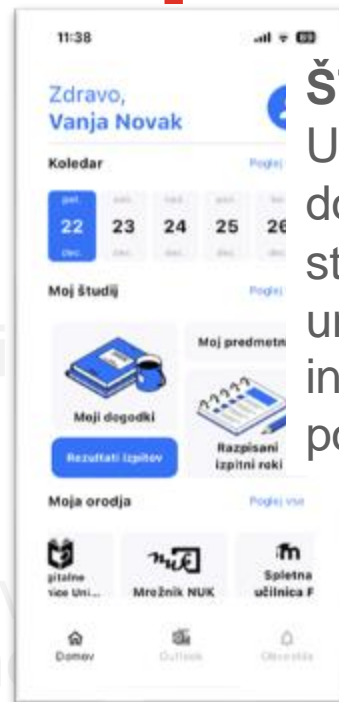 11:38
Zdravo,
Vanja Novak
Koledar
Poglej
22
23
24
25
26
dec.
Moj študij
Poglej
Moj predmetn
Moji dogodki
Rezultati izpitov
Razpisani
izpitni roki
Moja orodja
Poglej vse
gitalne
Mrežnik NUK
Spletna
učilnica F
Domov
Outlook
Obvestila
Š
U
do
st
ur
in
po